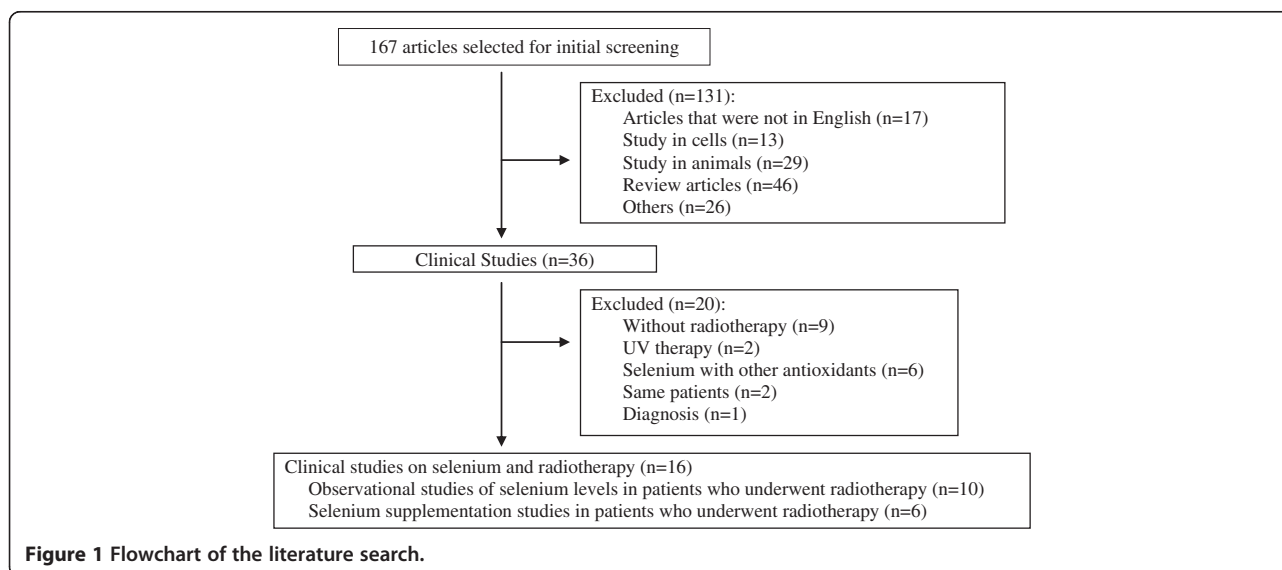 167 articles selected for initial screening
Excluded (n=131):
Articles that were not in English (n=17)
Study in cells (n=13)
Study in animals (n=29)
Review articles (n=46)
Others (n=26)
Clinical Studies (n=36)
Excluded (n=20):
Without radiotherapy (n=9)
UV therapy (n=2)
Selenium with other antioxidants (n=6)
Same patients (n=2)
Diagnosis (n=1)
Clinical studies on selenium and radiotherapy (n=16)
Observational studies of selenium levels in patients who underwent radiotherapy (n=10)
Selenium supplementation studies in patients who underwent radiotherapy (n=6)
Figure 1 Flowchart of the literature search.